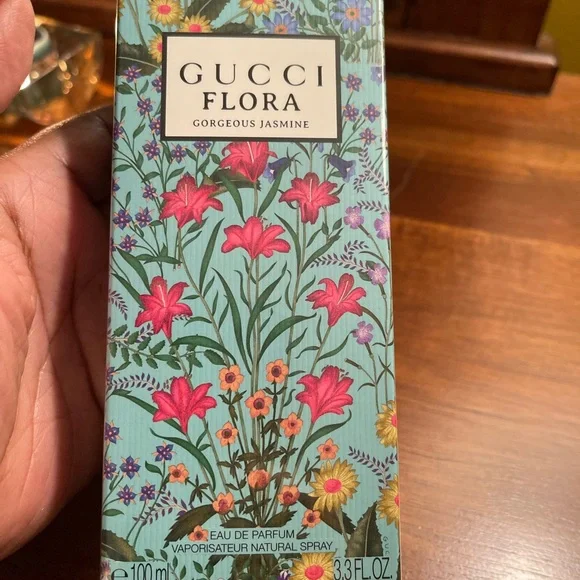 GUCCI
FLORA
GORGEOUS JASMINE
EAU DE PARFUM
VAPORISATEUR NATURAL SPRAY
℮ 100 ml 3.3 FL.OZ.